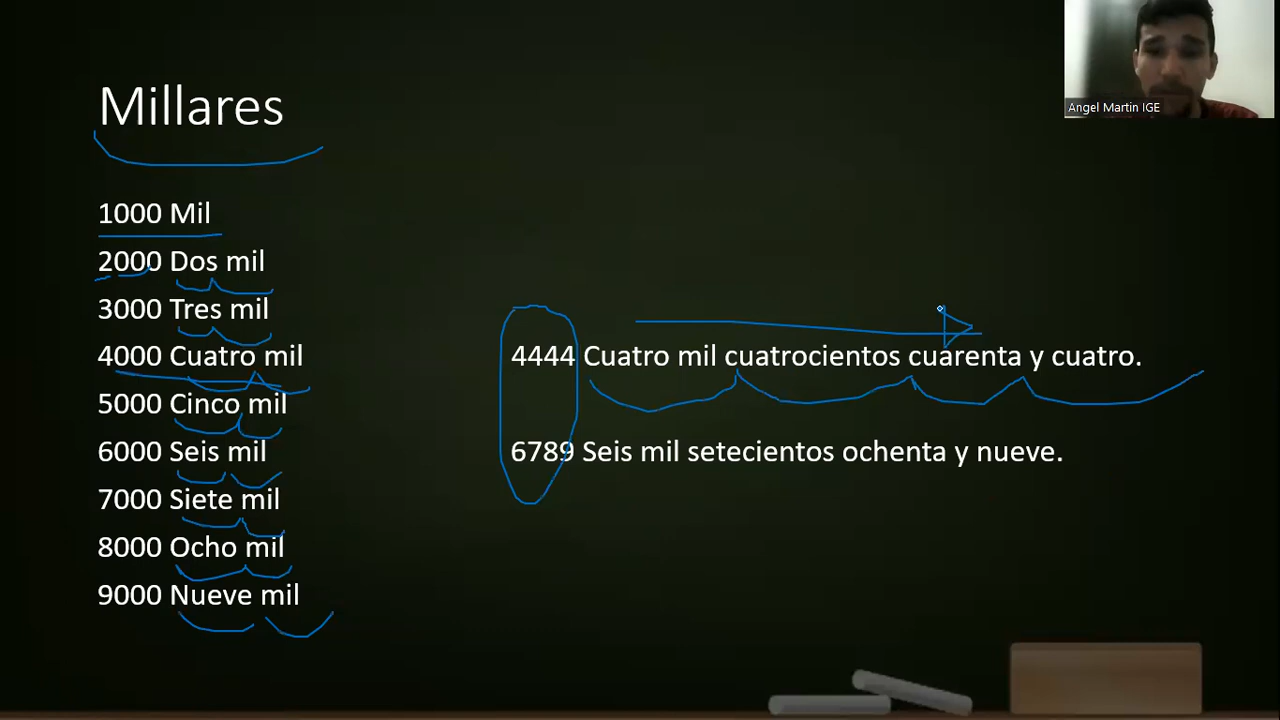 Angel Martin IGE
Millares
1000 Mil
2000 Dos mil
3000 Tres mil
4000 Cuatro mil
5000 Cinco mil
6000 Seis mil
7000 Siete mil
8000 Ocho mil
9000 Nueve mil
4444 Cuatro mil cuatrocientos cuarenta y cuatro.
6789 Seis mil setecientos ochenta y nueve.